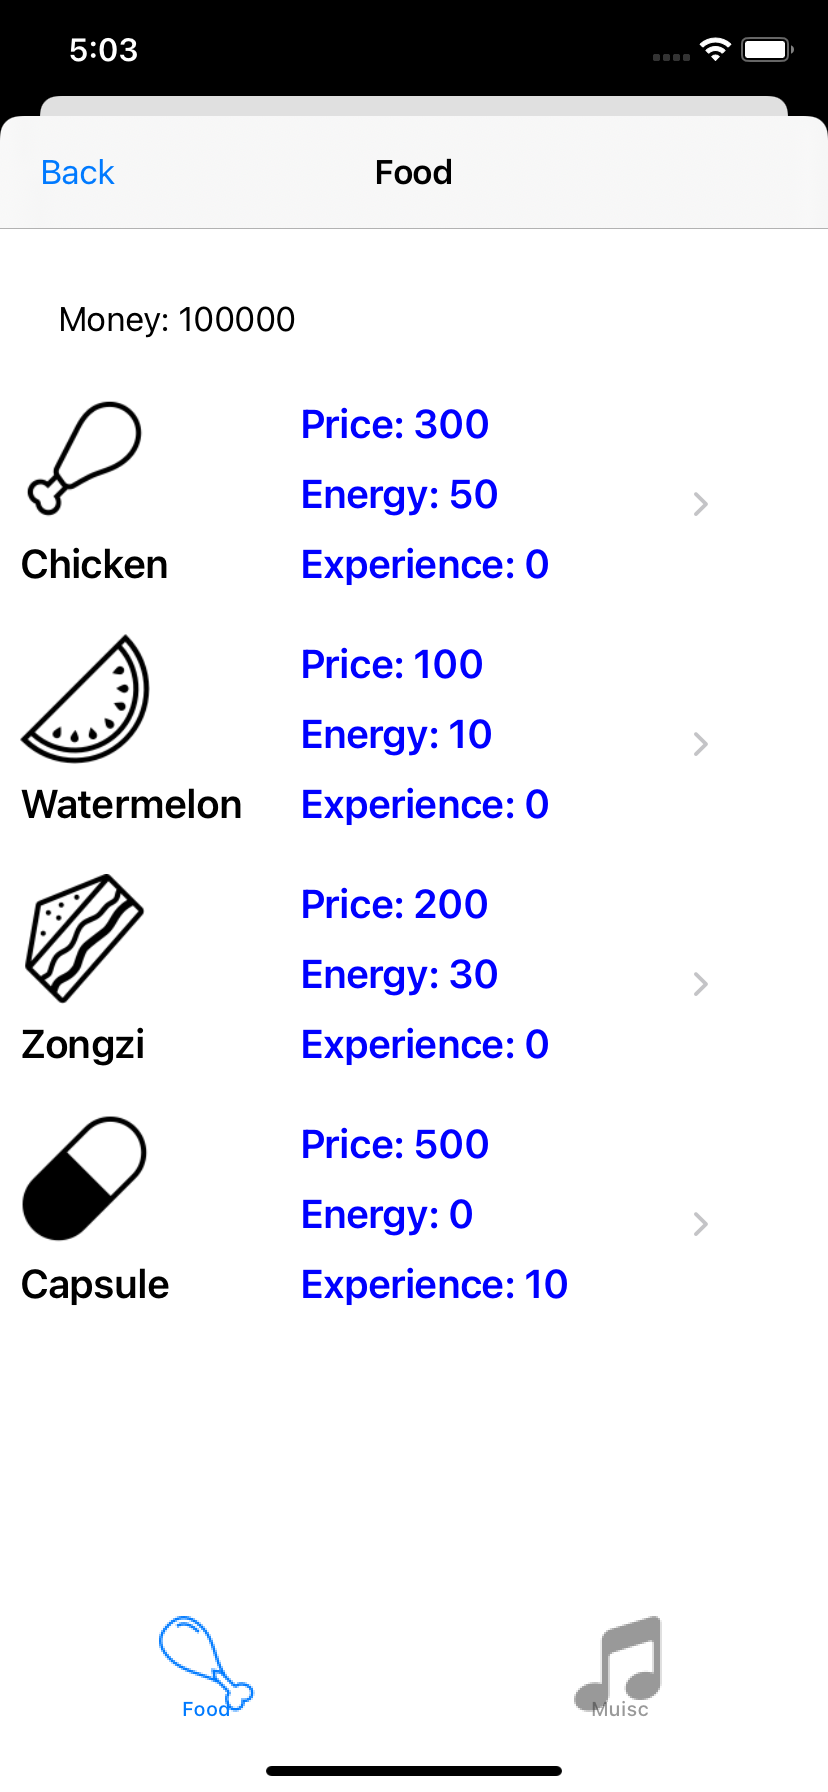 5:03
Back
Food
Money: 100000
Price: 300
Energy: 50
Chicken
Experience: 0
Price: 100
Energy: 10
Watermelon
Experience: 0
Price: 200
Energy: 30
Zongzi
Experience: 0
Price: 500
Energy: 0
Capsule
Experience: 10
Food
Muisc